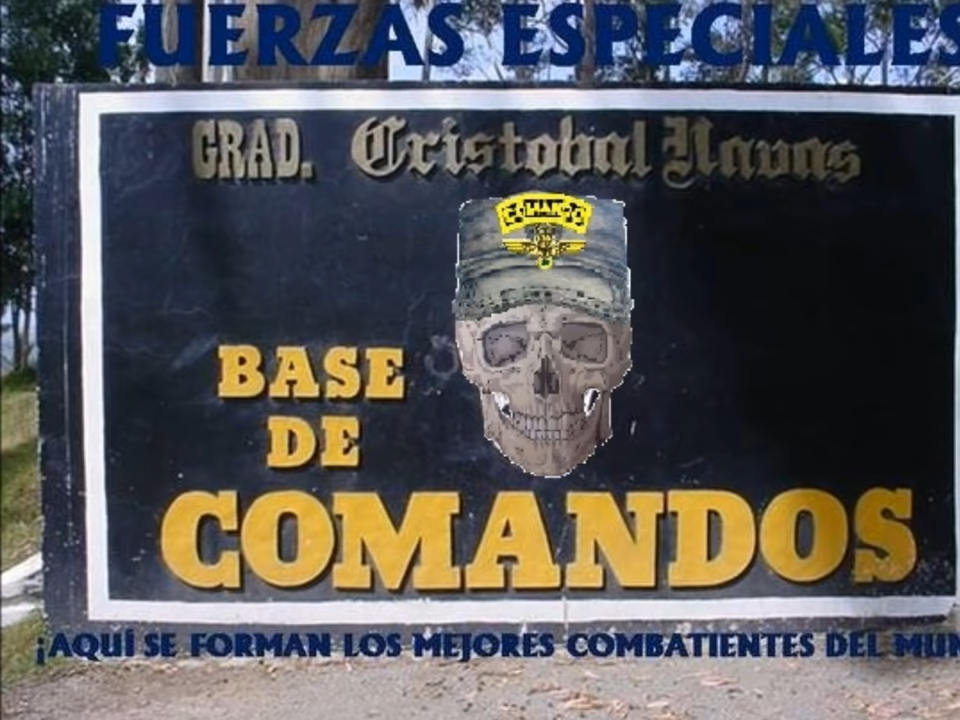 FUERZAS ESPECIALES
GRAD. Cristobal Navas
COMANDO
BASE
DE
COMANDOS
¡AQUÍ SE FORMAN LOS MEJORES COMBATIENTES DEL MUN